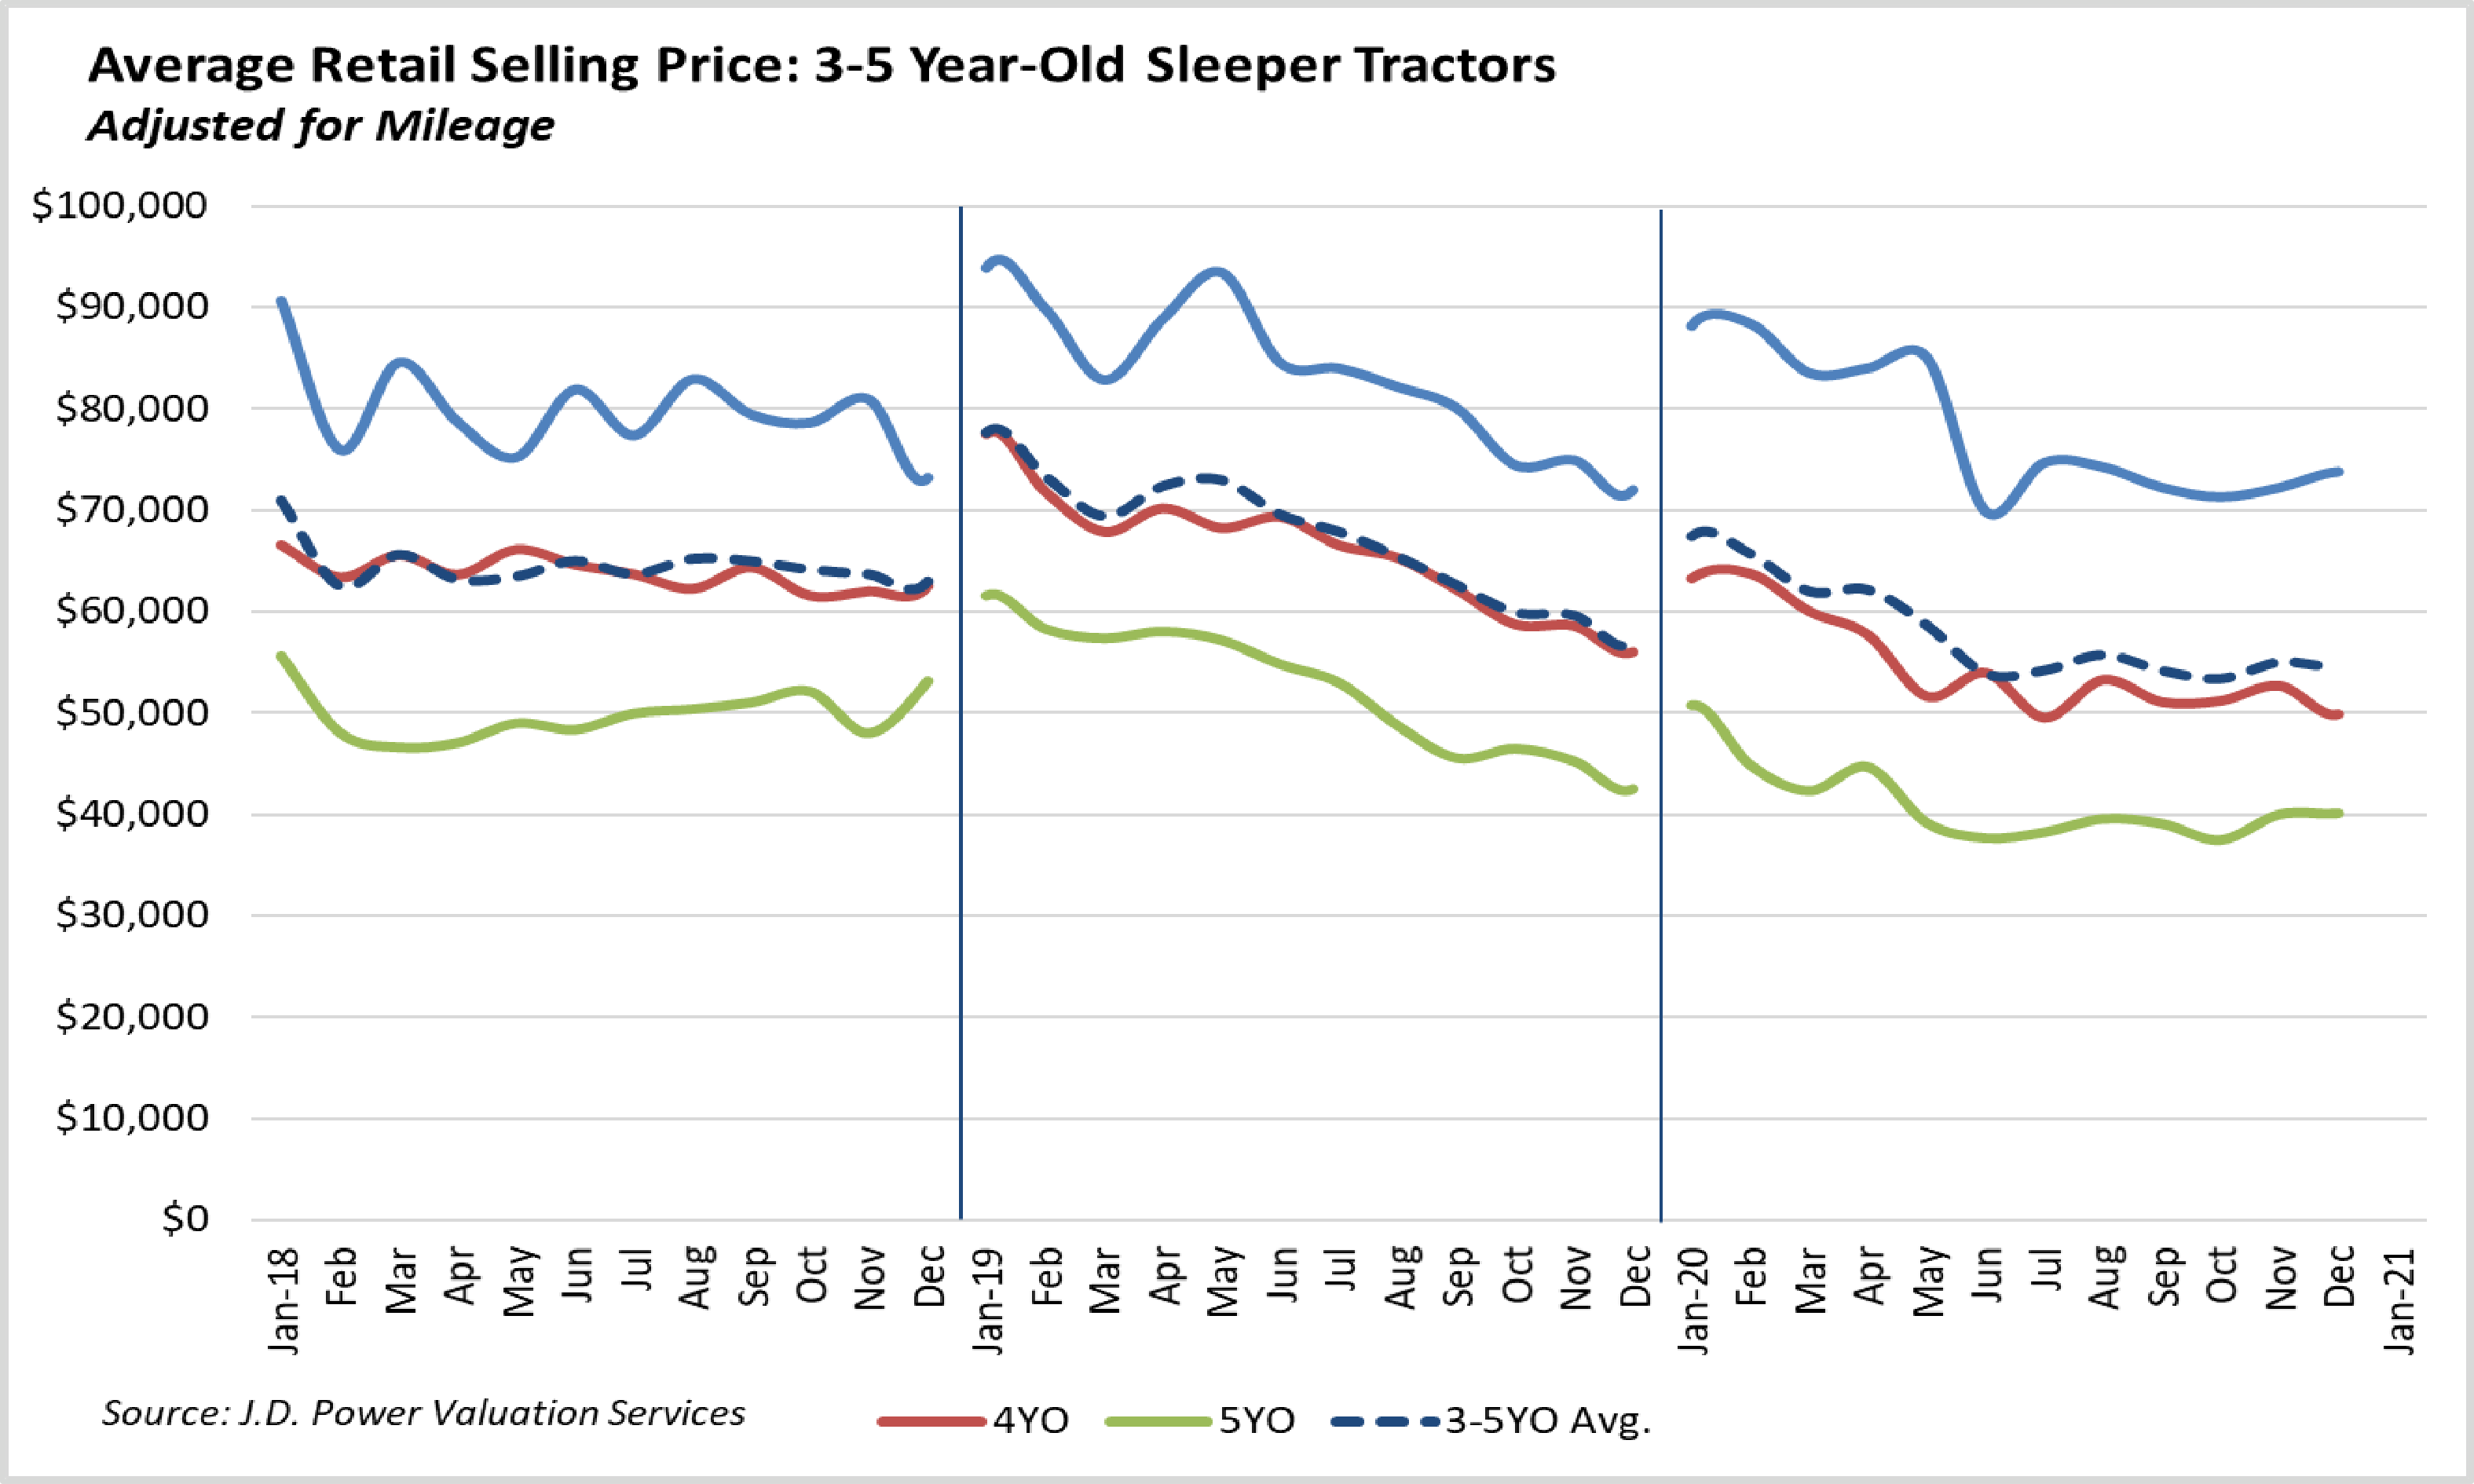 Average Retail Selling Price: 3-5 Year-Old Sleeper Tractors
Adjusted for Mileage
$100,000
$90,000
$80,000
$70,000
$60,000
$50,000
$40,000
$30,000
$20,000
$10,000
$0
Jan-18
Feb
Mar
Apr
May
Jun
Jul
Aug
Sep
Oct
Nov
Dec
Jan-19
Feb
Mar
Apr
May
Jun
Jul
Aug
Sep
Oct
Nov
Dec
Jan-20
Feb
Mar
Apr
May
Jun
Jul
Aug
Sep
Oct
Nov
Dec
Jan-21
Source: J.D. Power Valuation Services
4YO
5YO
3-5YO Avg.